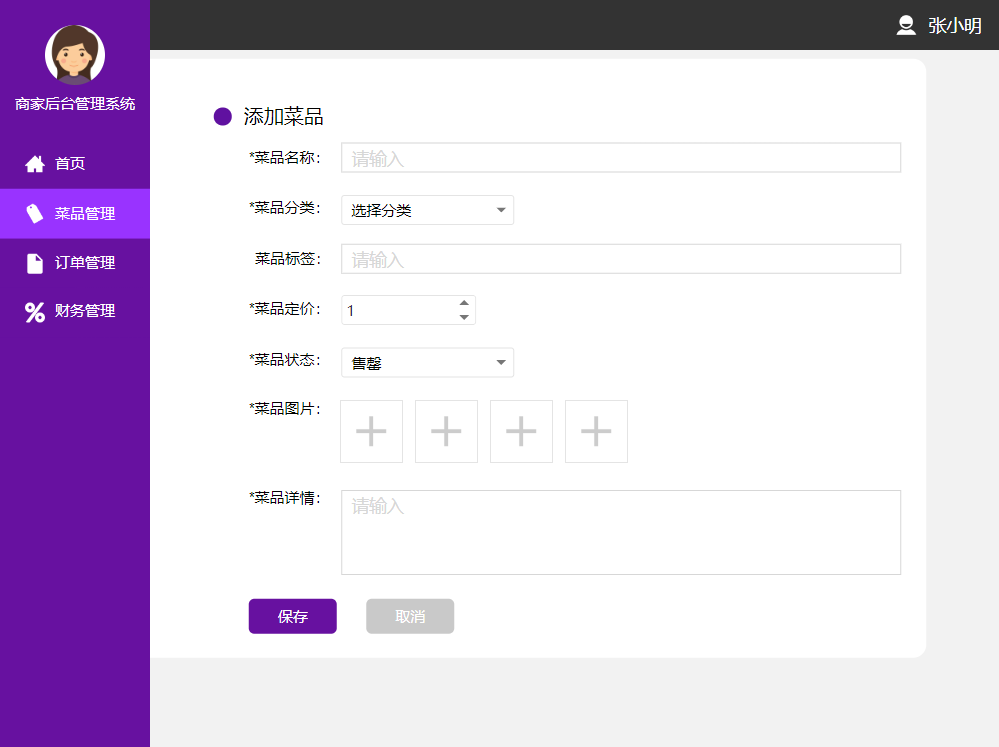 张小明
商家后台管理系统
首页
菜品管理
订单管理
财务管理
添加菜品
*菜品名称： 请输入
*菜品分类： 选择分类
菜品标签： 请输入
*菜品定价： 1
*菜品状态： 售罄
*菜品图片：
*菜品详情： 请输入
保存 取消